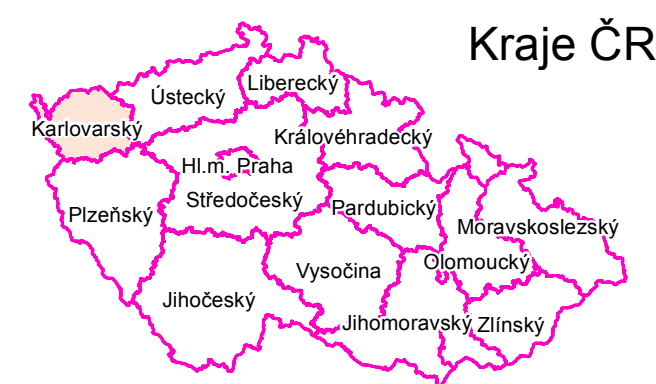 Kraje ČR
Liberecký
Ústecký
Karlovarský
Královéhradecký
Hl.m. Praha
Středočeský
Plzeňský
Pardubický
Moravskoslezský
Olomoucký
Vysočina
Jihočeský
Jihomoravský
Zlínský